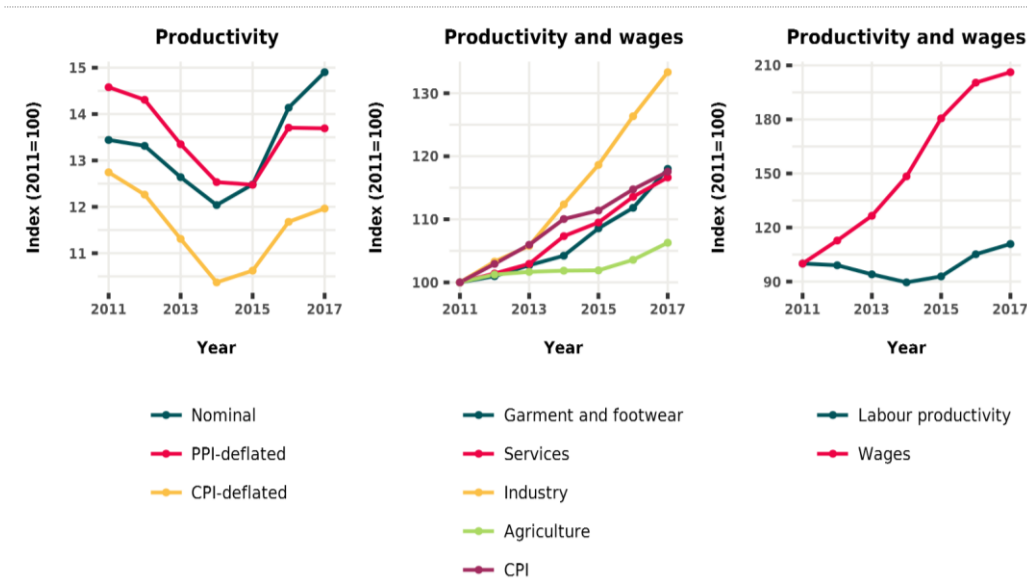 Productivity
Index (2011=100)
15
14
13
12
11
2011 2013 2015 2017
Year
Nominal
PPI-deflated
CPI-deflated
Productivity and wages
Index (2011=100)
130
120
110
100
2011 2013 2015 2017
Year
Garment and footwear
Services
Industry
Agriculture
CPI
Productivity and wages
Index (2011=100)
210
180
150
120
90
2011 2013 2015 2017
Year
Labour productivity
Wages